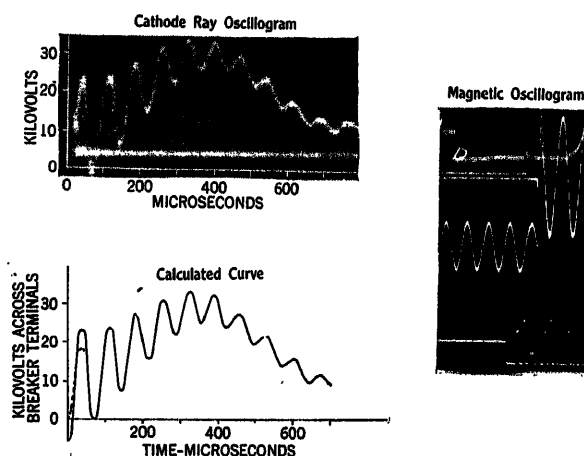 Cathode Ray Oscillogram
KILOVOLTS
30
20
10
0
0 200 400 600
MICROSECONDS
Magnetic Oscillogram
Calculated Curve
KILOVOLTS ACROSS
BREAKER TERMINALS
30
20
10
0
200 400 600
TIME-MICROSECONDS